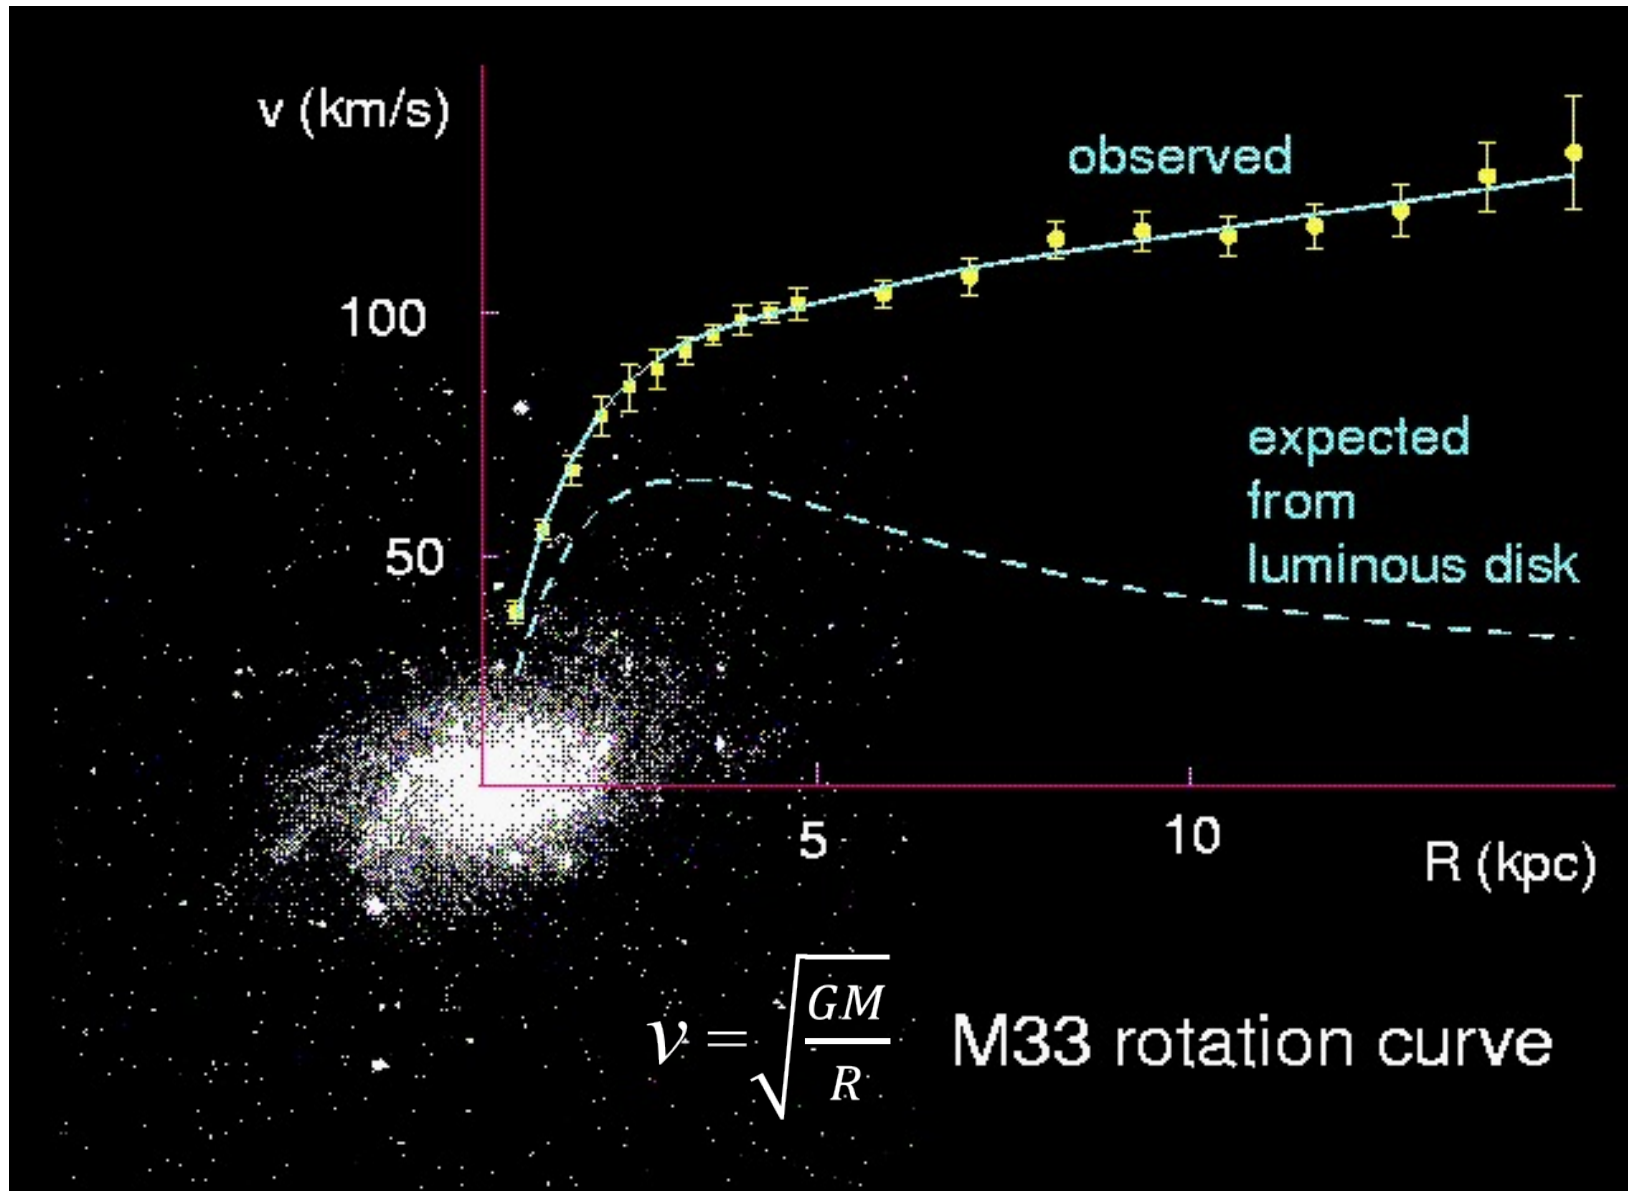 v (km/s)
observed
100
expected
from
luminous disk
50
5
10
R (kpc)
v = √(GM/R)
M33 rotation curve